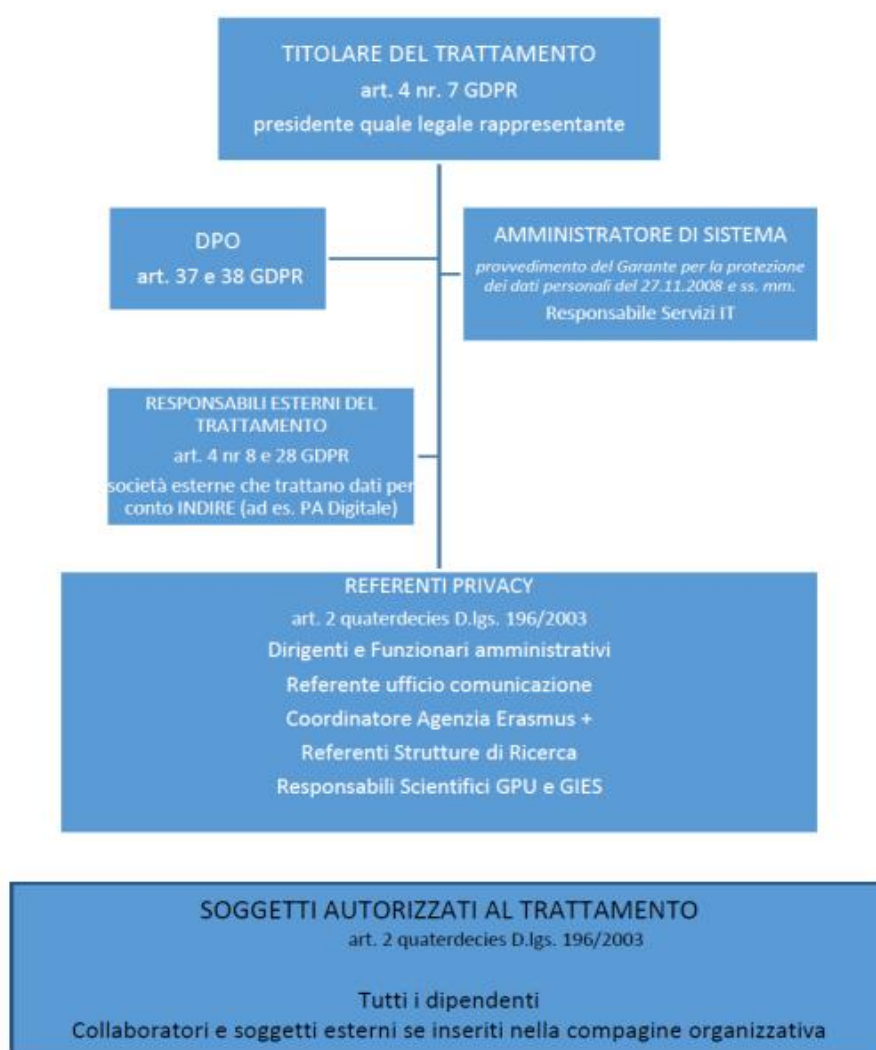 TITOLARE DEL TRATTAMENTO
art. 4 nr. 7 GDPR
presidente quale legale rappresentante
DPO
art. 37 e 38 GDPR
AMMINISTRATORE DI SISTEMA
provvedimento del Garante per la protezione
dei dati personali del 27.11.2008 e ss. mm.
Responsabile Servizi IT
RESPONSABILI ESTERNI DEL
TRATTAMENTO
art. 4 nr 8 e 28 GDPR
società esterne che trattano dati per
conto INDIRE (ad es. PA Digitale)
REFERENTI PRIVACY
art. 2 quaterdecies D.lgs. 196/2003
Dirigenti e Funzionari amministrativi
Referente ufficio comunicazione
Coordinatore Agenzia Erasmus +
Referenti Strutture di Ricerca
Responsabili Scientifici GPU e GIES
SOGGETTI AUTORIZZATI AL TRATTAMENTO
art. 2 quaterdecies D.lgs. 196/2003
Tutti i dipendenti
Collaboratori e soggetti esterni se inseriti nella compagine organizzativa